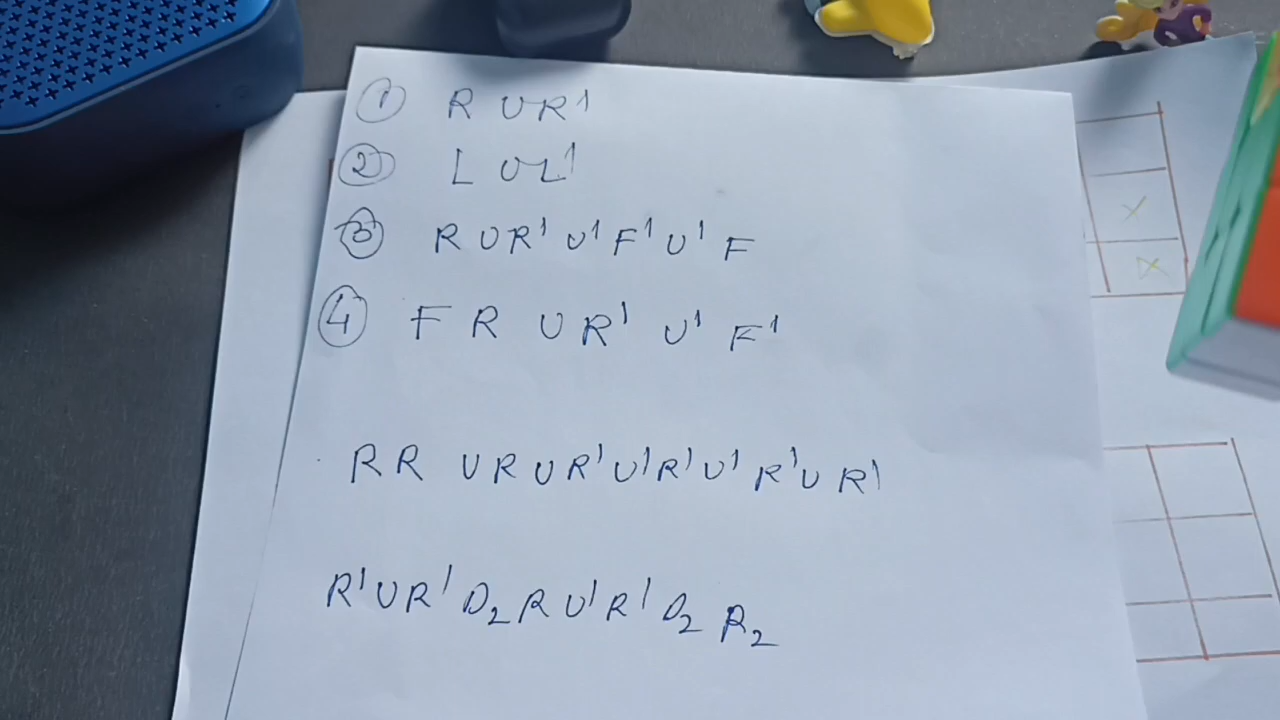 ① R U R'
② L U L'
③ R U R' U' F' U' F
④ F R U R' U' F'
R R U R U R' U' R' U' R' U R'
R' U R' D₂ R U' R' D₂ R₂